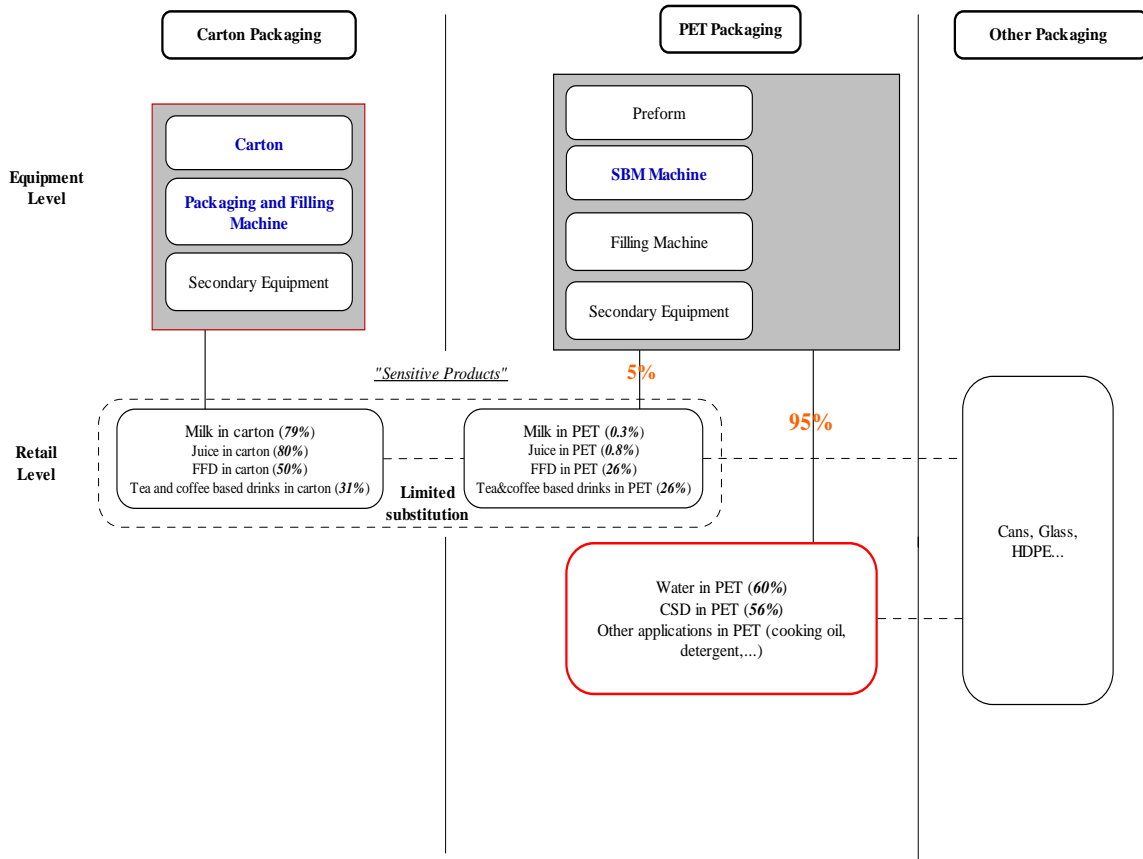 Carton Packaging
PET Packaging
Other Packaging
Equipment
Level
Carton
Packaging and Filling
Machine
Secondary Equipment
Preform
SBM Machine
Filling Machine
Secondary Equipment
"Sensitive Products"
5%
95%
Retail
Level
Milk in carton (79%)
Juice in carton (80%)
FFD in carton (50%)
Tea and coffee based drinks in carton (31%)
Limited
substitution
Milk in PET (0.3%)
Juice in PET (0.8%)
FFD in PET (26%)
Tea&coffee based drinks in PET (26%)
Water in PET (60%)
CSD in PET (56%)
Other applications in PET (cooking oil,
detergent,...)
Cans, Glass,
HDPE...